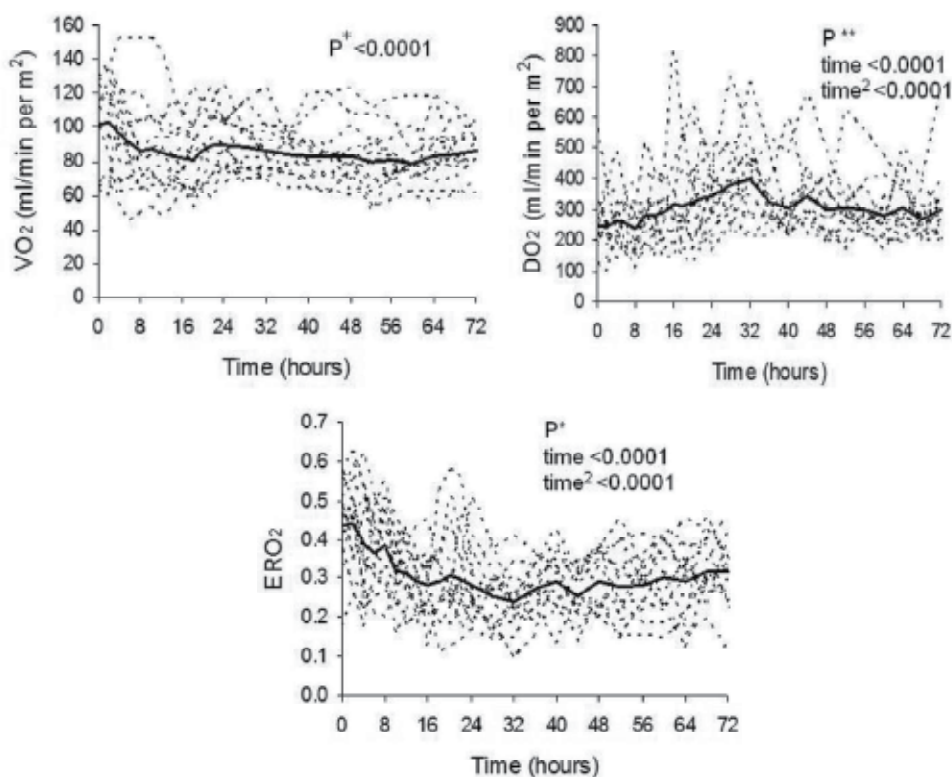 VO₂ (ml/min per m²)
160
140
120
100
80
60
40
20
0
P⁺ <0.0001
0 8 16 24 32 40 48 56 64 72
Time (hours)
DO₂ (ml/min per m²)
900
800
700
600
500
400
300
200
100
0
P⁺⁺
time <0.0001
time² <0.0001
0 8 16 24 32 40 48 56 64 72
Time (hours)
ERO₂
0.7
0.6
0.5
0.4
0.3
0.2
0.1
0.0
P⁺
time <0.0001
time² <0.0001
0 8 16 24 32 40 48 56 64 72
Time (hours)